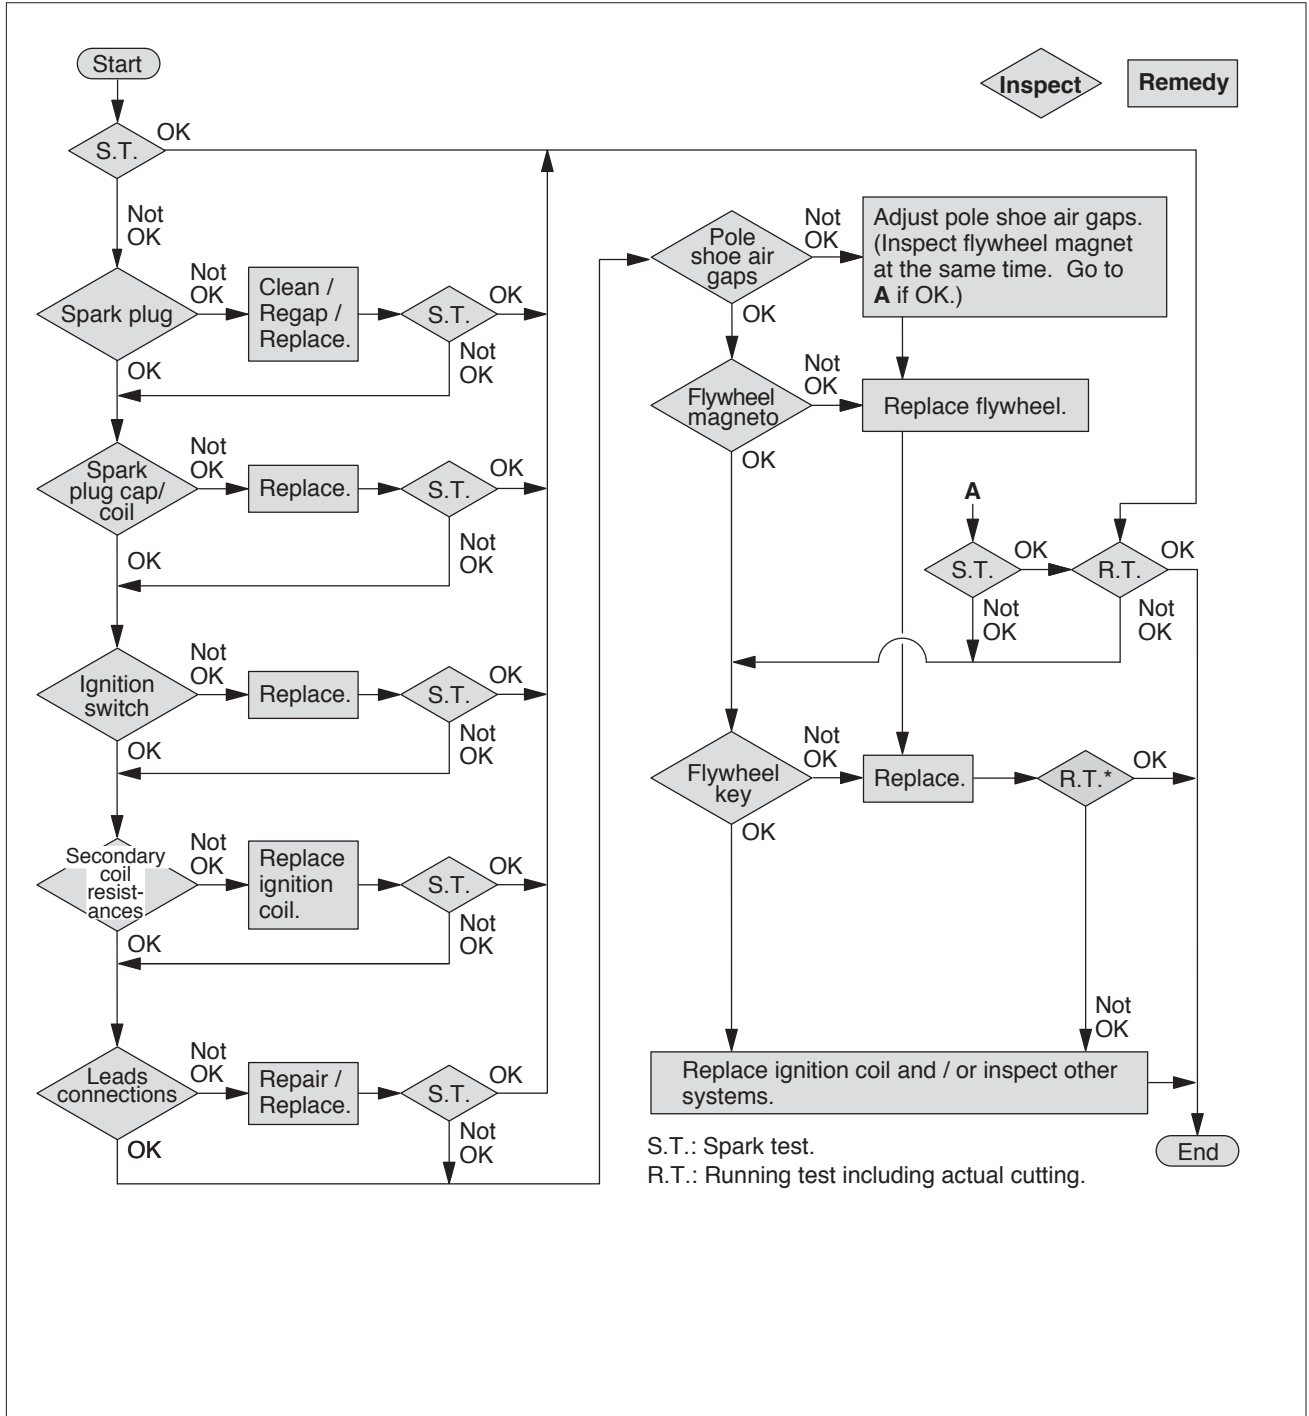 Start
Inspect
Remedy
S.T.
OK
Not
OK
Spark plug
Not
OK
Clean /
Regap /
Replace.
S.T.
OK
Not
OK
OK
Spark
plug cap/
coil
Not
OK
Replace.
S.T.
OK
Not
OK
OK
Ignition
switch
Not
OK
Replace.
S.T.
OK
Not
OK
OK
Secondary
coil
resist-
ances
Not
OK
Replace
ignition
coil.
S.T.
OK
Not
OK
OK
Leads
connections
Not
OK
Repair /
Replace.
S.T.
OK
Not
OK
OK
Pole
shoe air
gaps
Not
OK
Adjust pole shoe air gaps.
(Inspect flywheel magnet
at the same time.  Go to
A if OK.)
OK
Flywheel
magneto
Not
OK
Replace flywheel.
OK
A
S.T.
OK
Not
OK
R.T.
OK
Not
OK
Flywheel
key
Not
OK
Replace.
R.T.*
OK
OK
Not
OK
Replace ignition coil and / or inspect other
systems.
End
S.T.: Spark test.
R.T.: Running test including actual cutting.